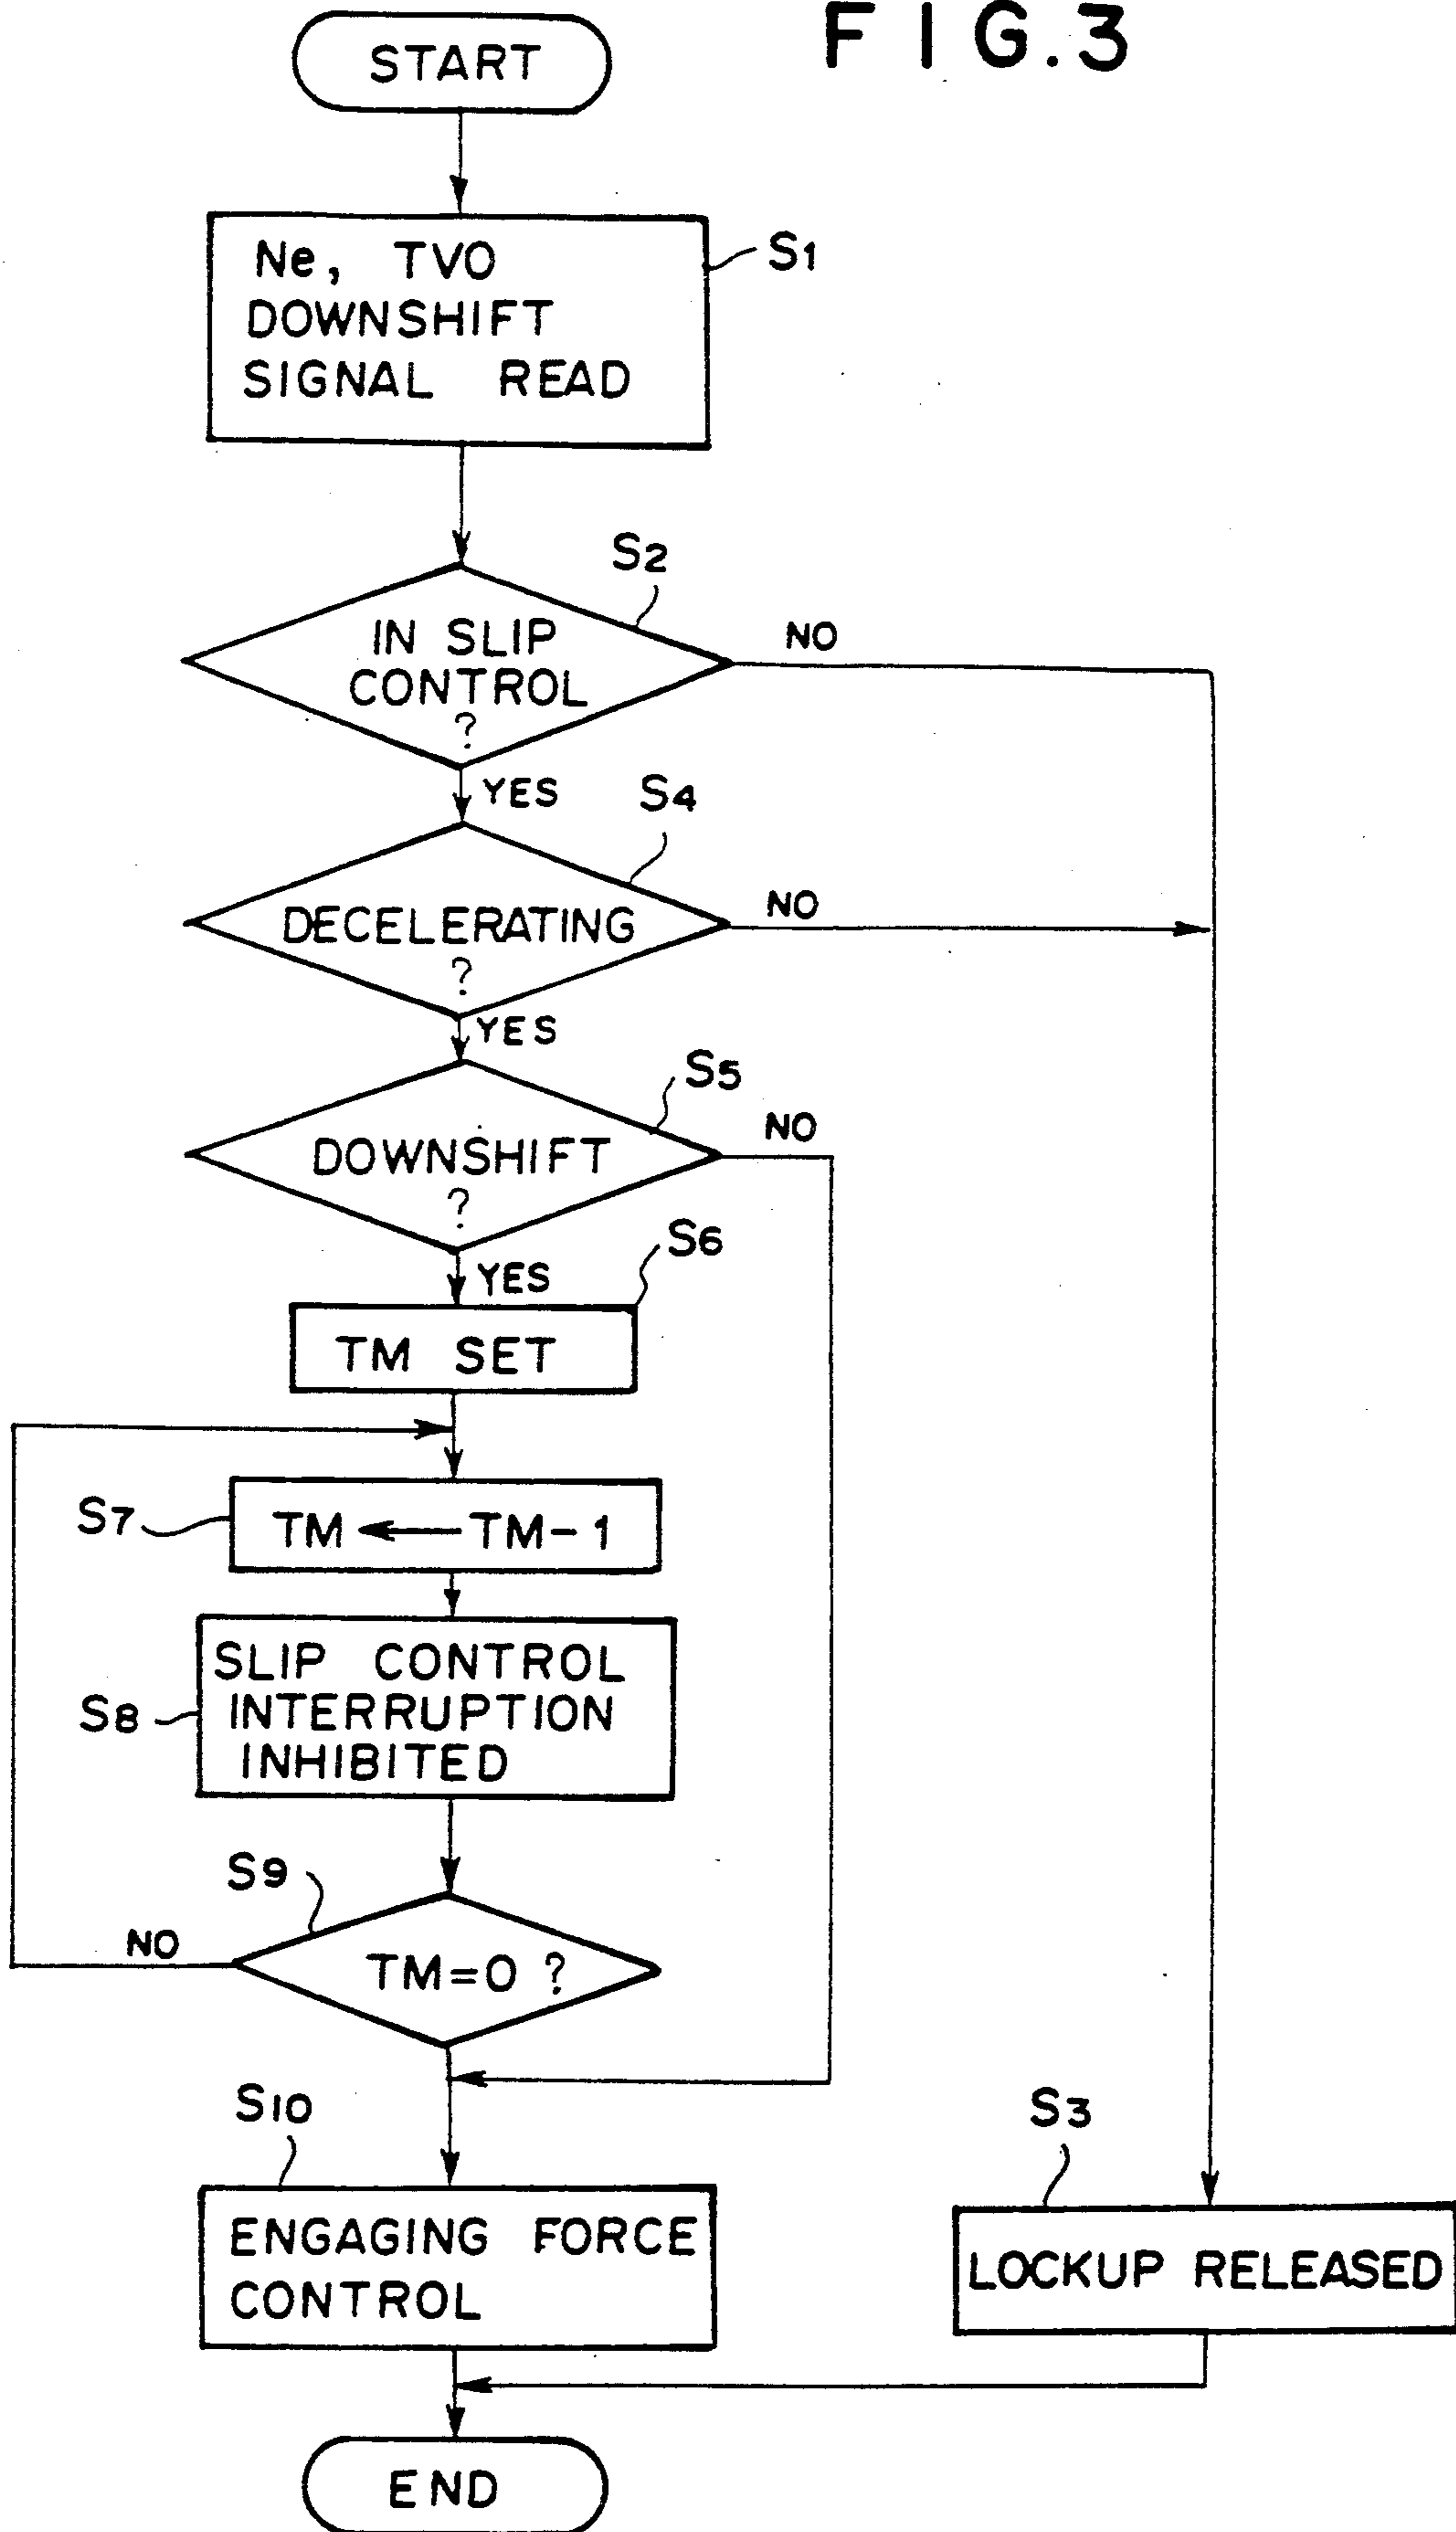 FIG.3
START
Ne, TVO
DOWNSHIFT
SIGNAL READ
S1
S2
IN SLIP
CONTROL
?
NO
YES
S4
DECELERATING
?
NO
YES
S5
DOWNSHIFT
?
NO
YES
S6
TM SET
S7
TM ← TM-1
S8
SLIP CONTROL
INTERRUPTION
INHIBITED
S9
TM=0 ?
NO
S10
ENGAGING FORCE
CONTROL
S3
LOCKUP RELEASED
END